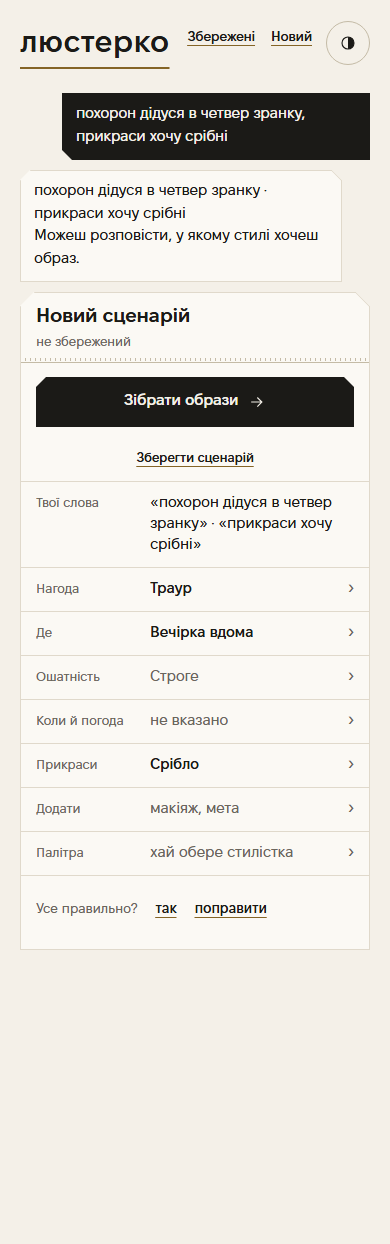 люстерко
Збережені
Новий
похорон дідуся в четвер зранку,
прикраси хочу срібні
похорон дідуся в четвер зранку ·
прикраси хочу срібні
Можеш розповісти, у якому стилі хочеш
образ.
Новий сценарій
не збережений
Зібрати образи →
Зберегти сценарій
Твої слова
«похорон дідуся в четвер
зранку» · «прикраси хочу
срібні»
Нагода
Траур
Де
Вечірка вдома
Ошатність
Строге
Коли й погода
не вказано
Прикраси
Срібло
Додати
макіяж, мета
Палітра
хай обере стилістка
Усе правильно? так поправити